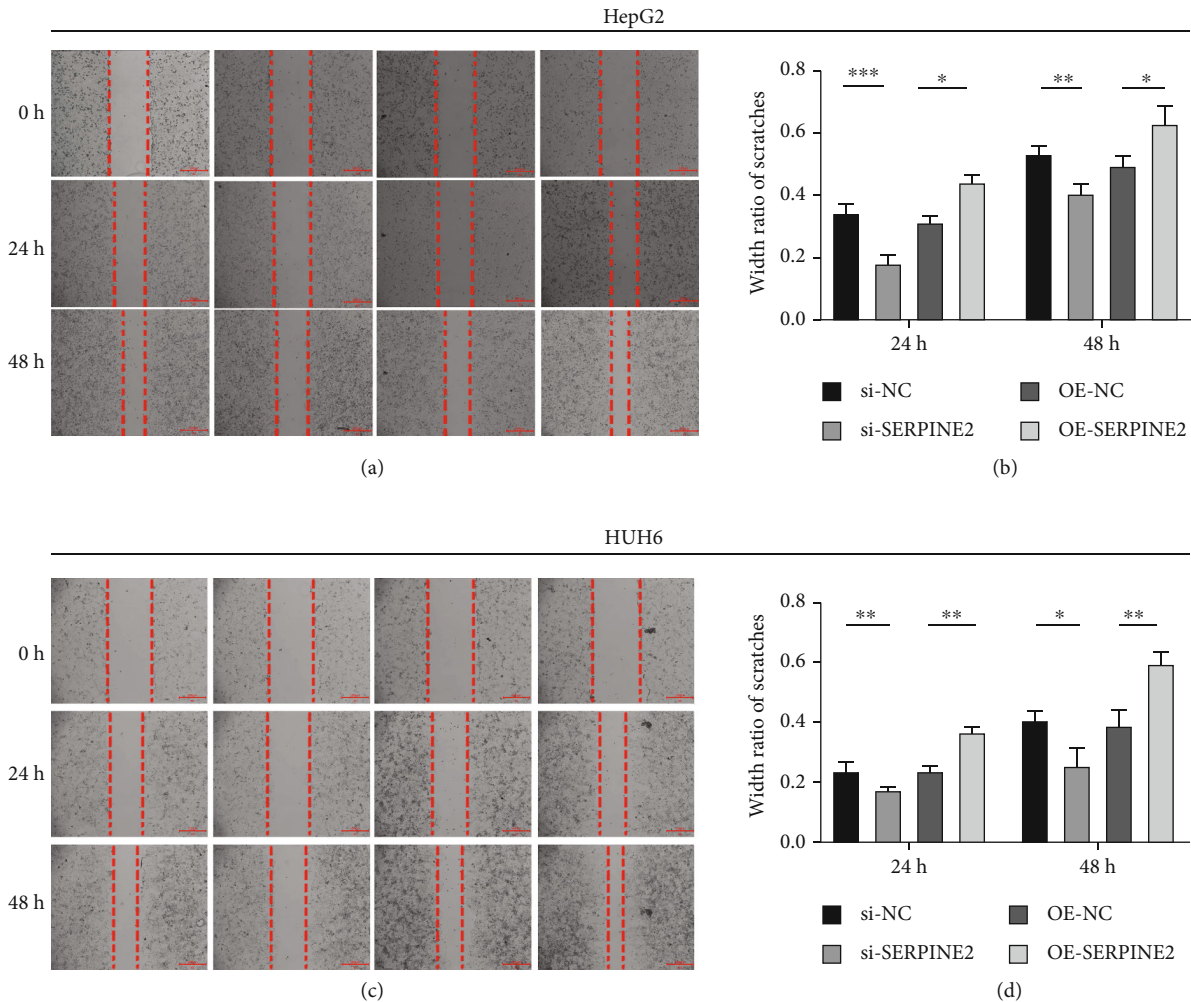 HepG2
0 h
24 h
48 h
(a)
Width ratio of scratches
0.8
0.6
0.4
0.2
0.0
*** * ** *
24 h 48 h
si-NC OE-NC
si-SERPINE2 OE-SERPINE2
(b)
HUH6
0 h
24 h
48 h
(c)
Width ratio of scratches
0.8
0.6
0.4
0.2
0.0
** ** * **
24 h 48 h
si-NC OE-NC
si-SERPINE2 OE-SERPINE2
(d)